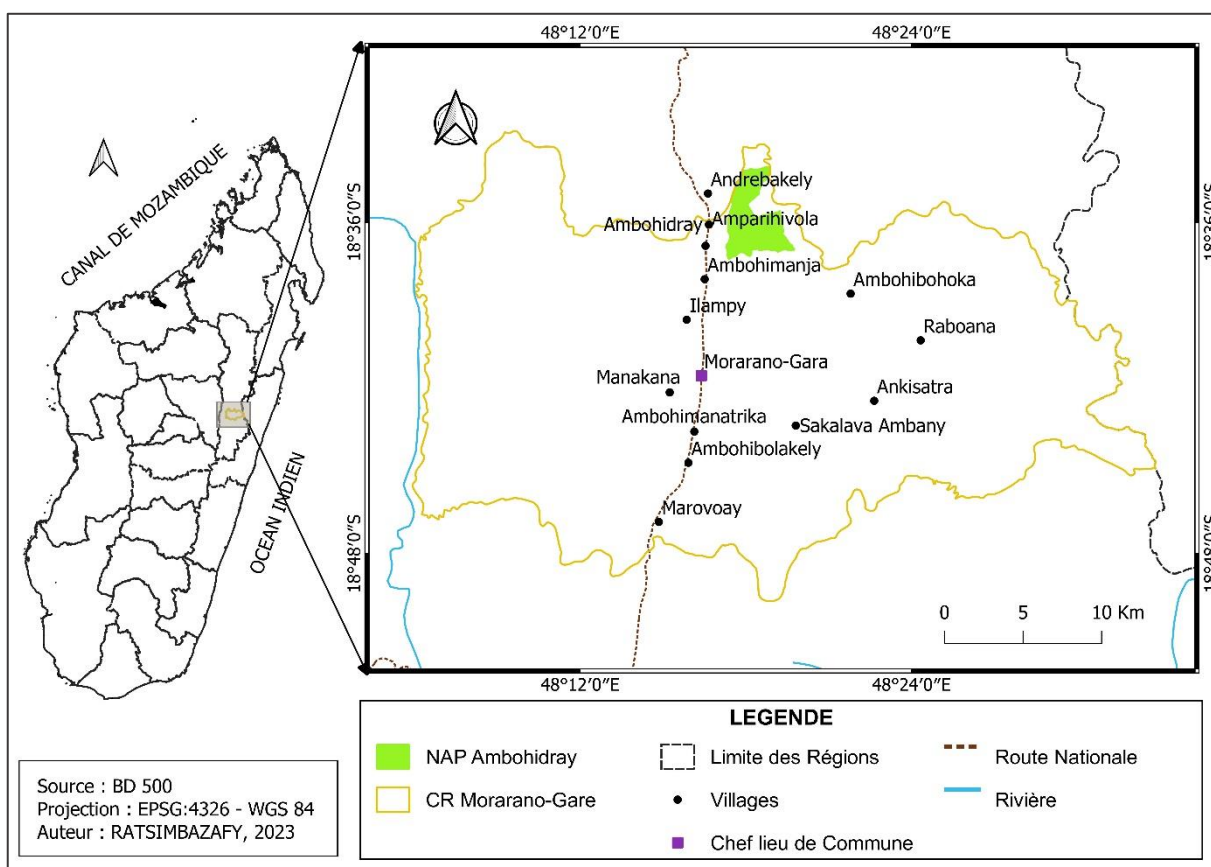 48°12′0″E
48°24′0″E
CANAL DE MOZAMBIQUE
OCEAN INDIEN
18°36′0″S
18°36′0″S
Andrebakely
Ambohidray
Amparihivola
Ambohimanja
Ambohibohoka
Ilampy
Raboana
Morarano-Gara
Manakana
Ankisatra
Ambohimanatrika
Sakalava Ambany
Ambohibolakely
Marovoay
18°48′0″S
18°48′0″S
0 5 10 Km
48°12′0″E
48°24′0″E
LEGENDE
NAP Ambohidray
CR Morarano-Gare
Limite des Régions
Villages
Chef lieu de Commune
Route Nationale
Rivière
Source : BD 500
Projection : EPSG:4326 - WGS 84
Auteur : RATSIMBAZAFY, 2023